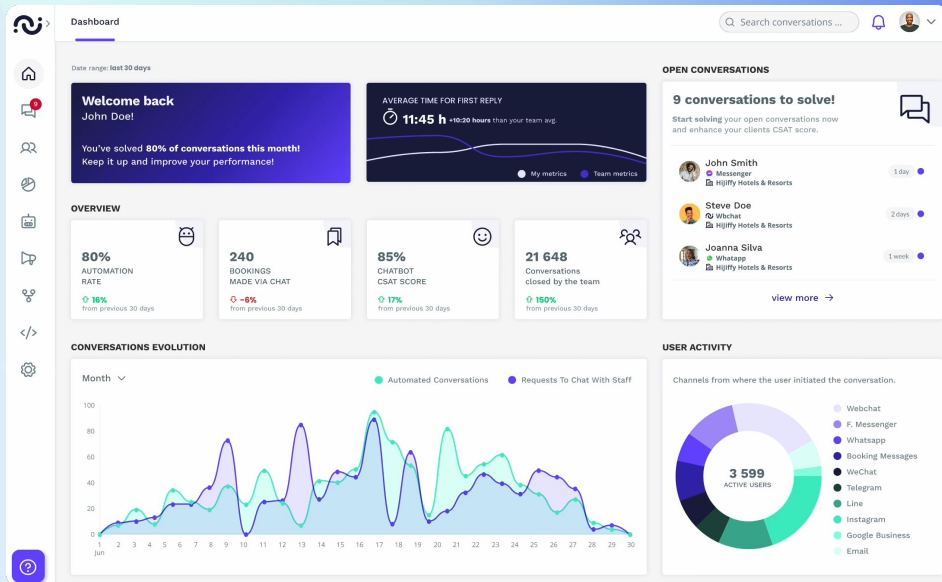 Dashboard
Search conversations ...
9
Date range: last 30 days
Welcome back
John Doe!
You've solved 80% of conversations this month!
Keep it up and improve your performance!
AVERAGE TIME FOR FIRST REPLY
11:45 h +10:20 hours than your team avg.
My metrics
Team metrics
OVERVIEW
80%
AUTOMATION
RATE
16%
from previous 30 days
240
BOOKINGS
MADE VIA CHAT
-6%
from previous 30 days
85%
CHATBOT
CSAT SCORE
17%
from previous 30 days
21 648
Conversations
closed by the team
150%
from previous 30 days
OPEN CONVERSATIONS
9 conversations to solve!
Start solving your open conversations now
and enhance your clients CSAT score.
John Smith
Messenger
Hijiffy Hotels & Resorts
1 day
Steve Doe
Wbchat
Hijiffy Hotels & Resorts
2 days
Joanna Silva
Whatapp
Hijiffy Hotels & Resorts
1 week
view more
CONVERSATIONS EVOLUTION
Month
Automated Conversations
Requests To Chat With Staff
100
80
60
40
20
0
1 2 3 4 5 6 7 8 9 10 11 12 13 14 15 16 17 18 19 20 21 22 23 24 25 26 27 28 29 30
Jun
USER ACTIVITY
Channels from where the user initiated the conversation.
3 599
ACTIVE USERS
Webchat
F. Messenger
Whatsapp
Booking Messages
WeChat
Telegram
Line
Instagram
Google Business
Email